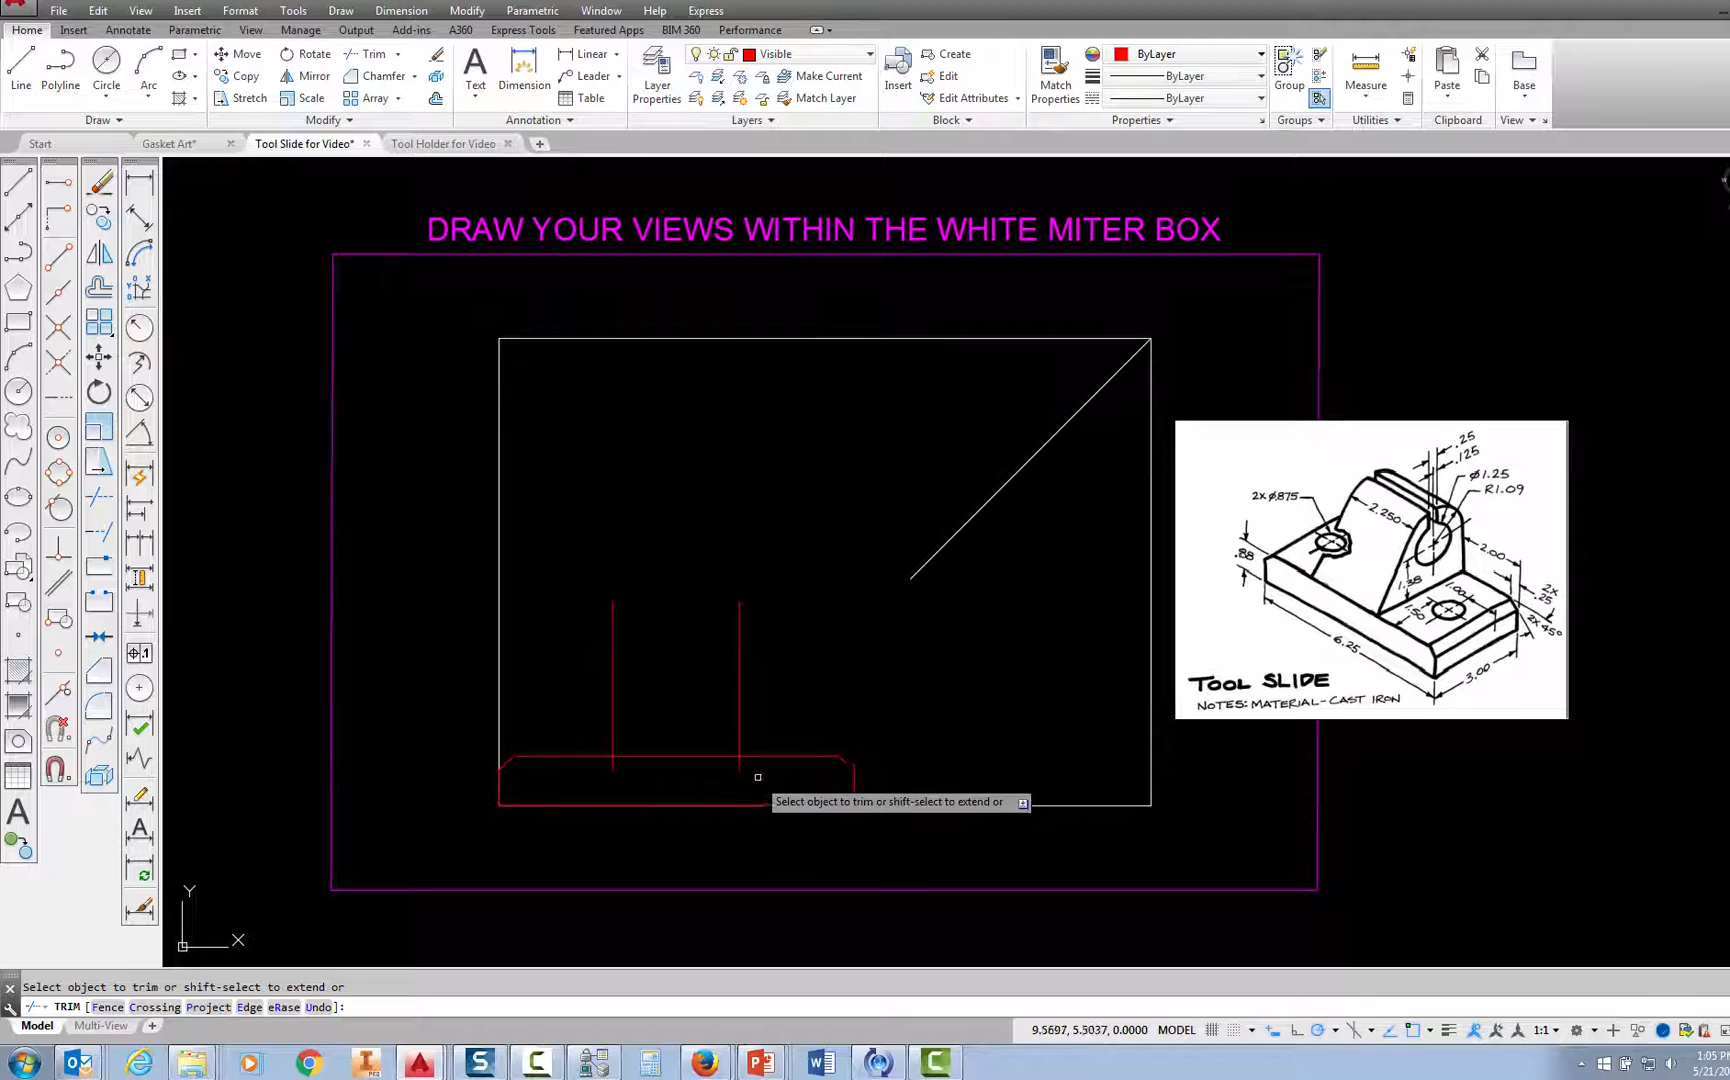 File Edit View Insert Format Tools Draw Dimension Modify Parametric Window Help Express
Home Insert Annotate Parametric View Manage Output Add-ins A360 Express Tools Featured Apps BIM 360 Performance
Line Polyline Circle Arc
Move Rotate Trim
Copy Mirror Chamfer
Stretch Scale Array
Text Dimension
Linear
Leader
Table
Layer Properties
Visible
Make Current
Match Layer
Insert
Create
Edit
Edit Attributes
Match Properties
ByLayer
ByLayer
ByLayer
Group Measure Paste Base
Draw Modify Annotation Layers Block Properties Groups Utilities Clipboard View
Start Gasket Art* Tool Slide for Video* Tool Holder for Video
DRAW YOUR VIEWS WITHIN THE WHITE MITER BOX
.25
.125
Ø1.25
R1.09
2X Ø.875
2.250
.88
2.00
1.38
1.00
1.50
2X
.25
2X 45°
6.25
3.00
TOOL SLIDE
NOTES: MATERIAL-CAST IRON
Select object to trim or shift-select to extend or
Y
X
Select object to trim or shift-select to extend or
TRIM [Fence Crossing Project Edge eRase Undo]:
Model Multi-View
9.5697, 5.5037, 0.0000 MODEL 1:1
1:05 P
5/21/20